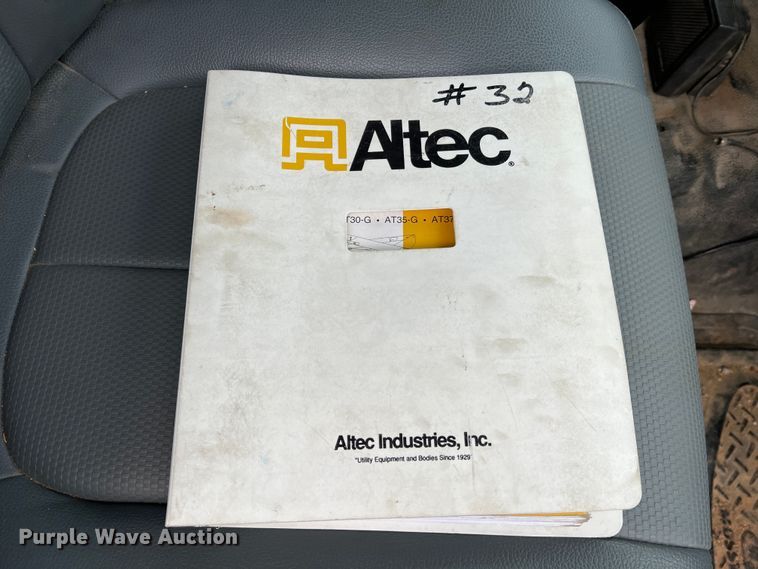 # 32
Altec®
T30-G • AT35-G • AT37
Altec Industries, Inc.
"Utility Equipment and Bodies Since 1929"
Purple Wave Auction®